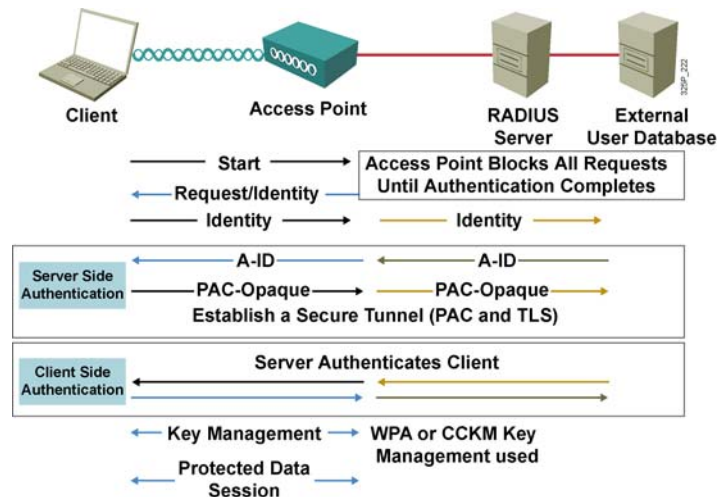 325P_222
Client
Access Point
RADIUS
Server
External
User Database
Start
Access Point Blocks All Requests
Until Authentication Completes
Request/Identity
Identity
Identity
Server Side
Authentication
A-ID
A-ID
PAC-Opaque
PAC-Opaque
Establish a Secure Tunnel (PAC and TLS)
Client Side
Authentication
Server Authenticates Client
Key Management
WPA or CCKM Key
Management used
Protected Data
Session